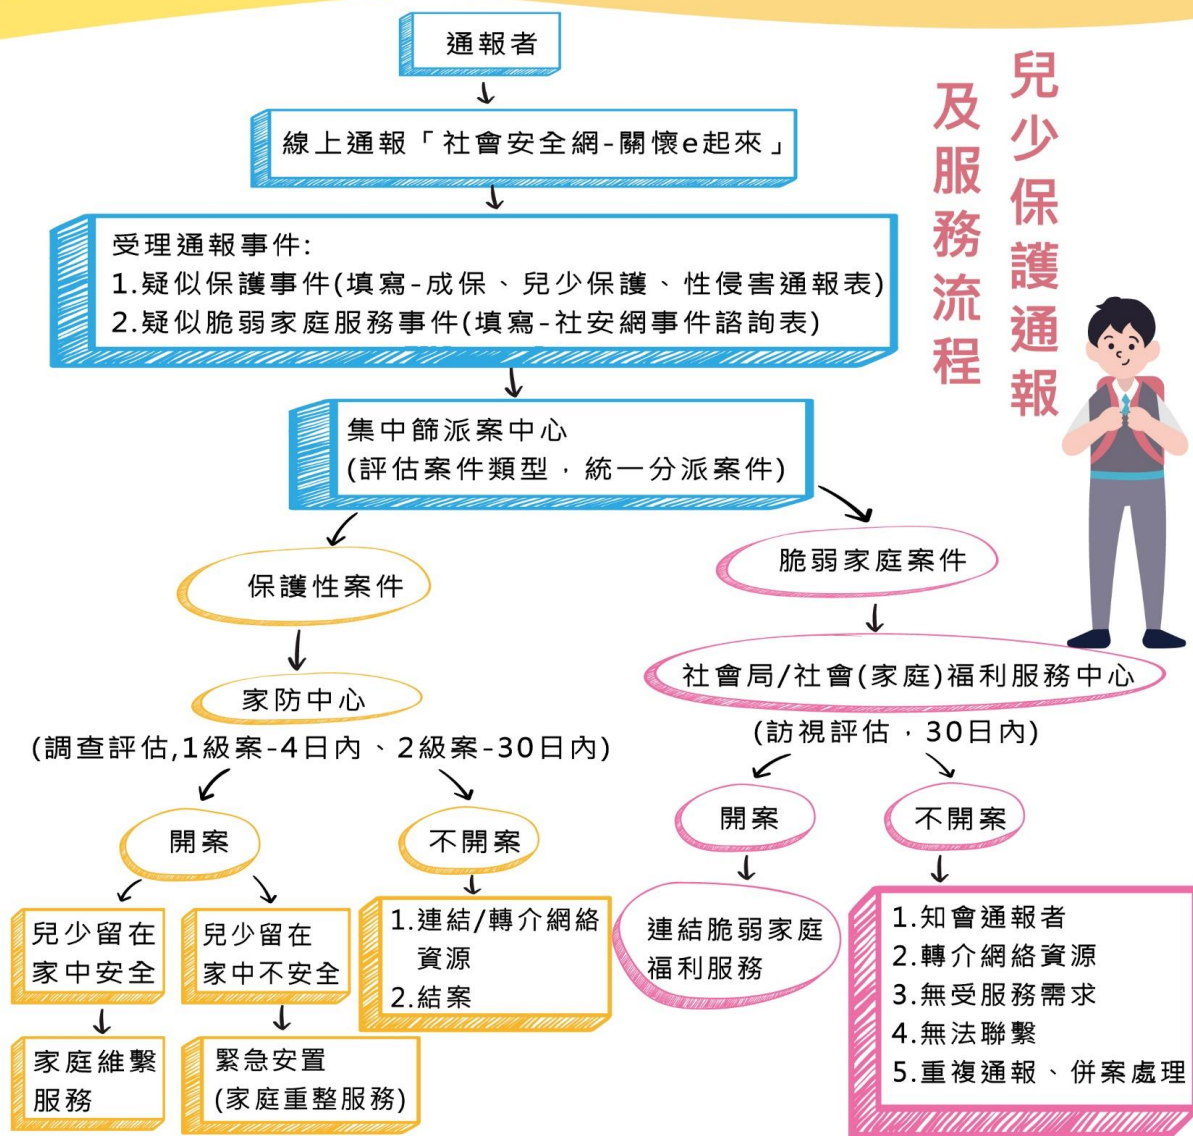 兒少保護通報
及服務流程
通報者
線上通報「社會安全網-關懷e起來」
受理通報事件:
1.疑似保護事件(填寫-成保、兒少保護、性侵害通報表)
2.疑似脆弱家庭服務事件(填寫-社安網事件諮詢表)
集中篩派案中心
(評估案件類型，統一分派案件)
保護性案件
家防中心
(調查評估,1級案-4日內、2級案-30日內)
開案
兒少留在
家中安全
家庭維繫
服務
兒少留在
家中不安全
緊急安置
(家庭重整服務)
不開案
1.連結/轉介網絡
資源
2.結案
脆弱家庭案件
社會局/社會(家庭)福利服務中心
(訪視評估，30日內)
開案
連結脆弱家庭
福利服務
不開案
1.知會通報者
2.轉介網絡資源
3.無受服務需求
4.無法聯繫
5.重複通報、併案處理